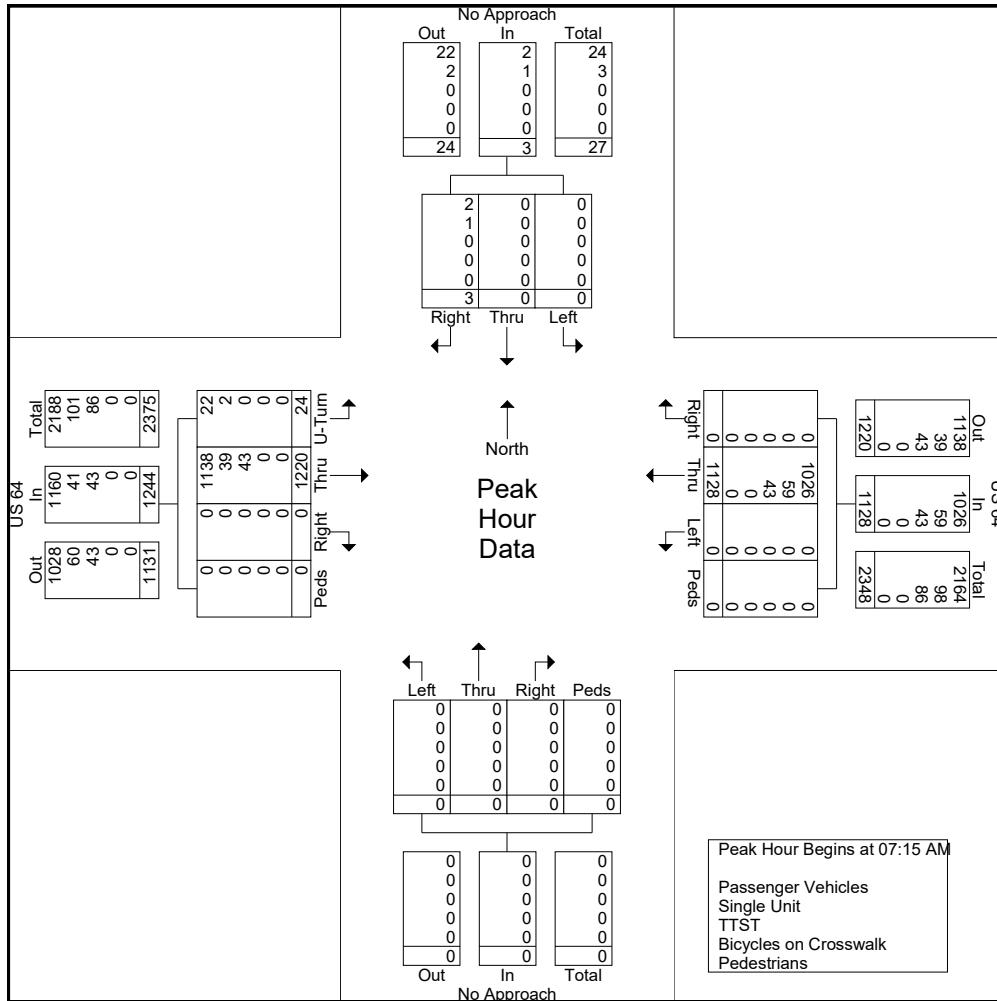 No Approach
Out In Total
22 2 24
2 1 3
0 0 0
0 0 0
0 0 0
24 3 27
2 0 0
1 0 0
0 0 0
0 0 0
0 0 0
3 0 0
Right Thru Left
US 64
Total
2188
101
86
0
0
2375
In
1160
41
43
0
0
1244
Out
1028
60
43
0
0
1131
U-Turn
22
2
0
0
0
24
Thru
1138
39
43
0
0
1220
Right
0
0
0
0
0
0
Peds
0
0
0
0
0
0
North
Peak
Hour
Data
Right
0
0
0
0
0
0
Thru
1026
59
43
0
0
1128
Left
0
0
0
0
0
0
Peds
0
0
0
0
0
0
US 64
Out
1138
39
43
0
0
1220
In
1026
59
43
0
0
1128
Total
2164
98
86
0
0
2348
Left Thru Right Peds
0 0 0 0
0 0 0 0
0 0 0 0
0 0 0 0
0 0 0 0
0 0 0 0
0 0 0
0 0 0
0 0 0
0 0 0
0 0 0
0 0 0
Out In Total
No Approach
Peak Hour Begins at 07:15 AM
Passenger Vehicles
Single Unit
TTST
Bicycles on Crosswalk
Pedestrians